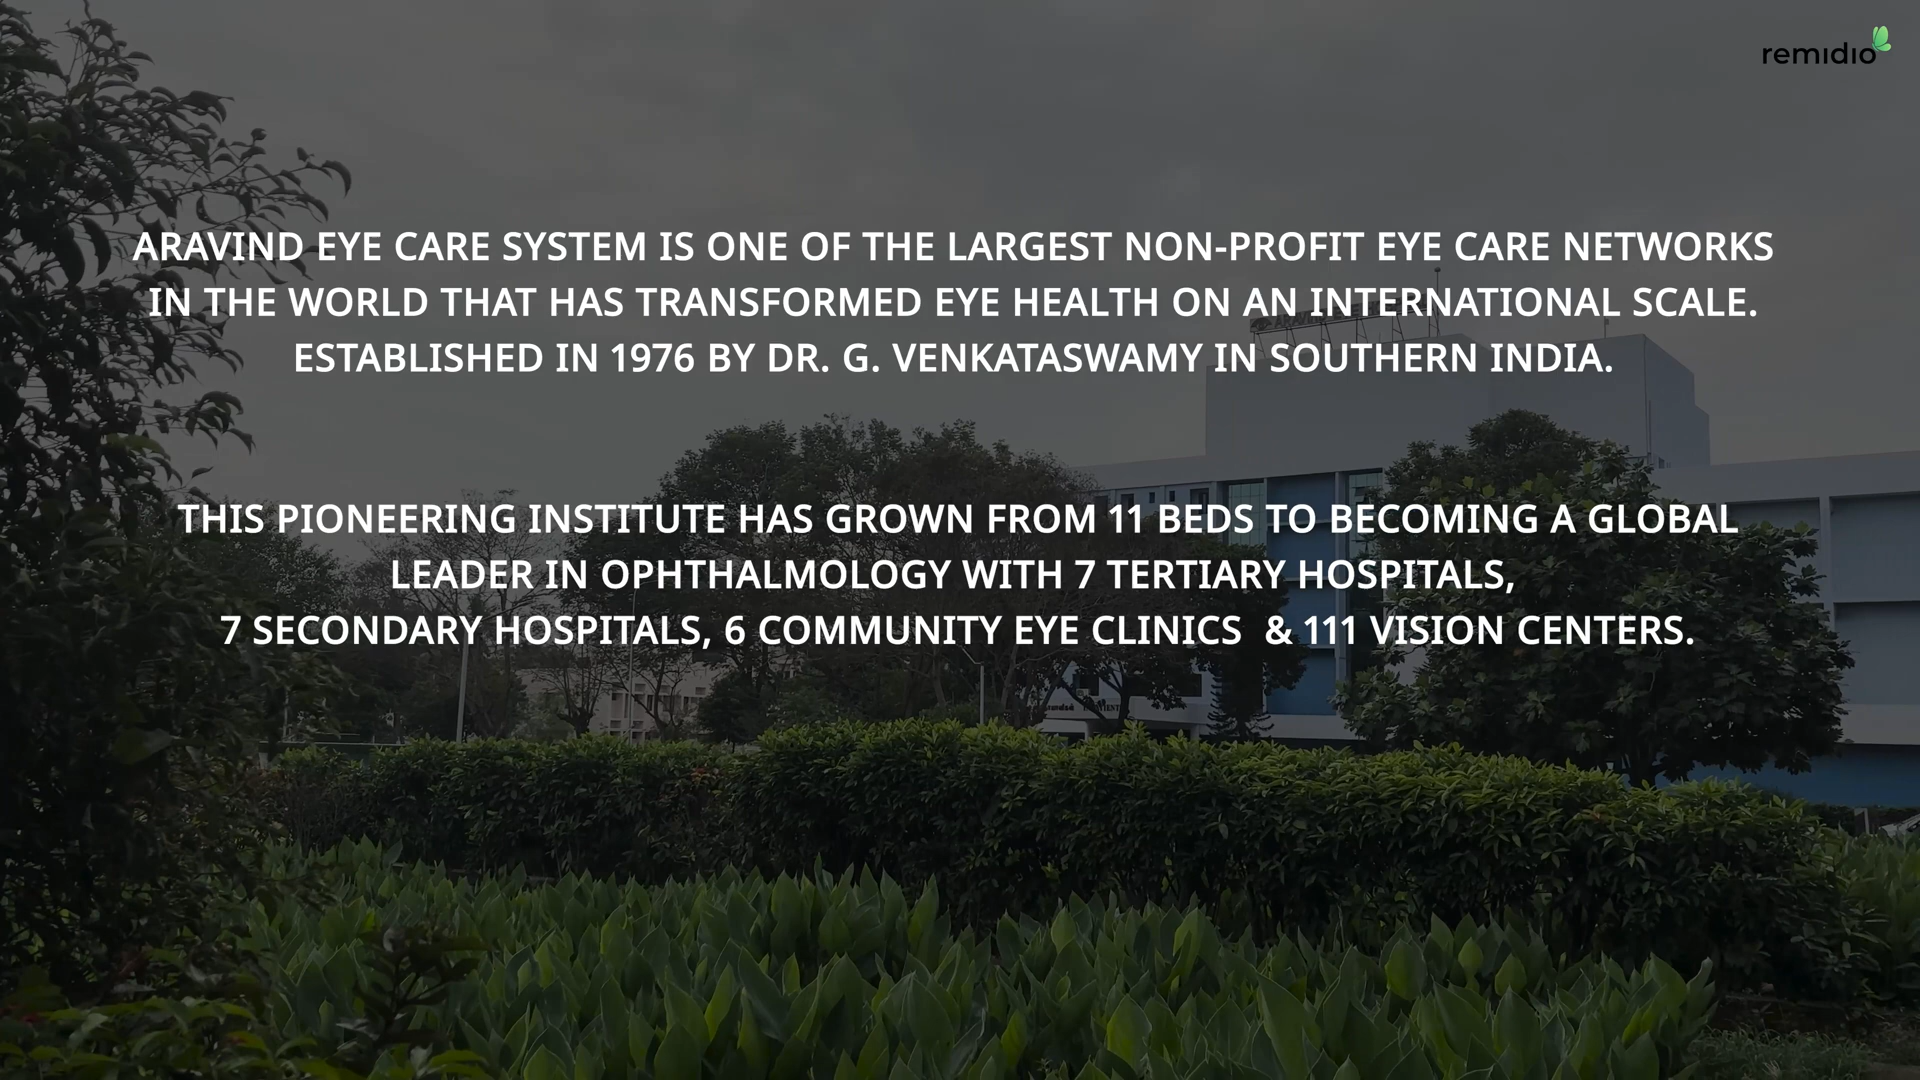 remidio
ARAVIND EYE CARE SYSTEM IS ONE OF THE LARGEST NON-PROFIT EYE CARE NETWORKS
IN THE WORLD THAT HAS TRANSFORMED EYE HEALTH ON AN INTERNATIONAL SCALE.
ESTABLISHED IN 1976 BY DR. G. VENKATASWAMY IN SOUTHERN INDIA.
THIS PIONEERING INSTITUTE HAS GROWN FROM 11 BEDS TO BECOMING A GLOBAL
LEADER IN OPHTHALMOLOGY WITH 7 TERTIARY HOSPITALS,
7 SECONDARY HOSPITALS, 6 COMMUNITY EYE CLINICS & 111 VISION CENTERS.